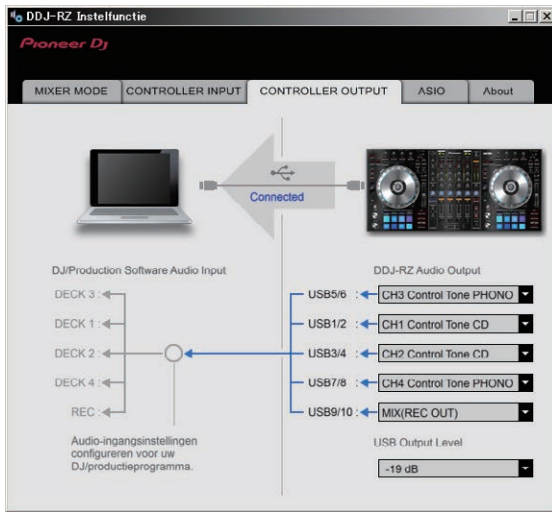 DDJ-RZ Instelfunctie
Pioneer Dj
MIXER MODE
CONTROLLER INPUT
CONTROLLER OUTPUT
ASIO
About
Connected
DJ/Production Software Audio Input
DDJ-RZ Audio Output
DECK 3 :
USB5/6 :
CH3 Control Tone PHONO
DECK 1 :
USB1/2 :
CH1 Control Tone CD
DECK 2 :
USB3/4 :
CH2 Control Tone CD
DECK 4 :
USB7/8 :
CH4 Control Tone PHONO
REC :
USB9/10 :
MIX(REC OUT)
Audio-ingangsinstellingen
configureren voor uw
DJ/productieprogramma.
USB Output Level
-19 dB